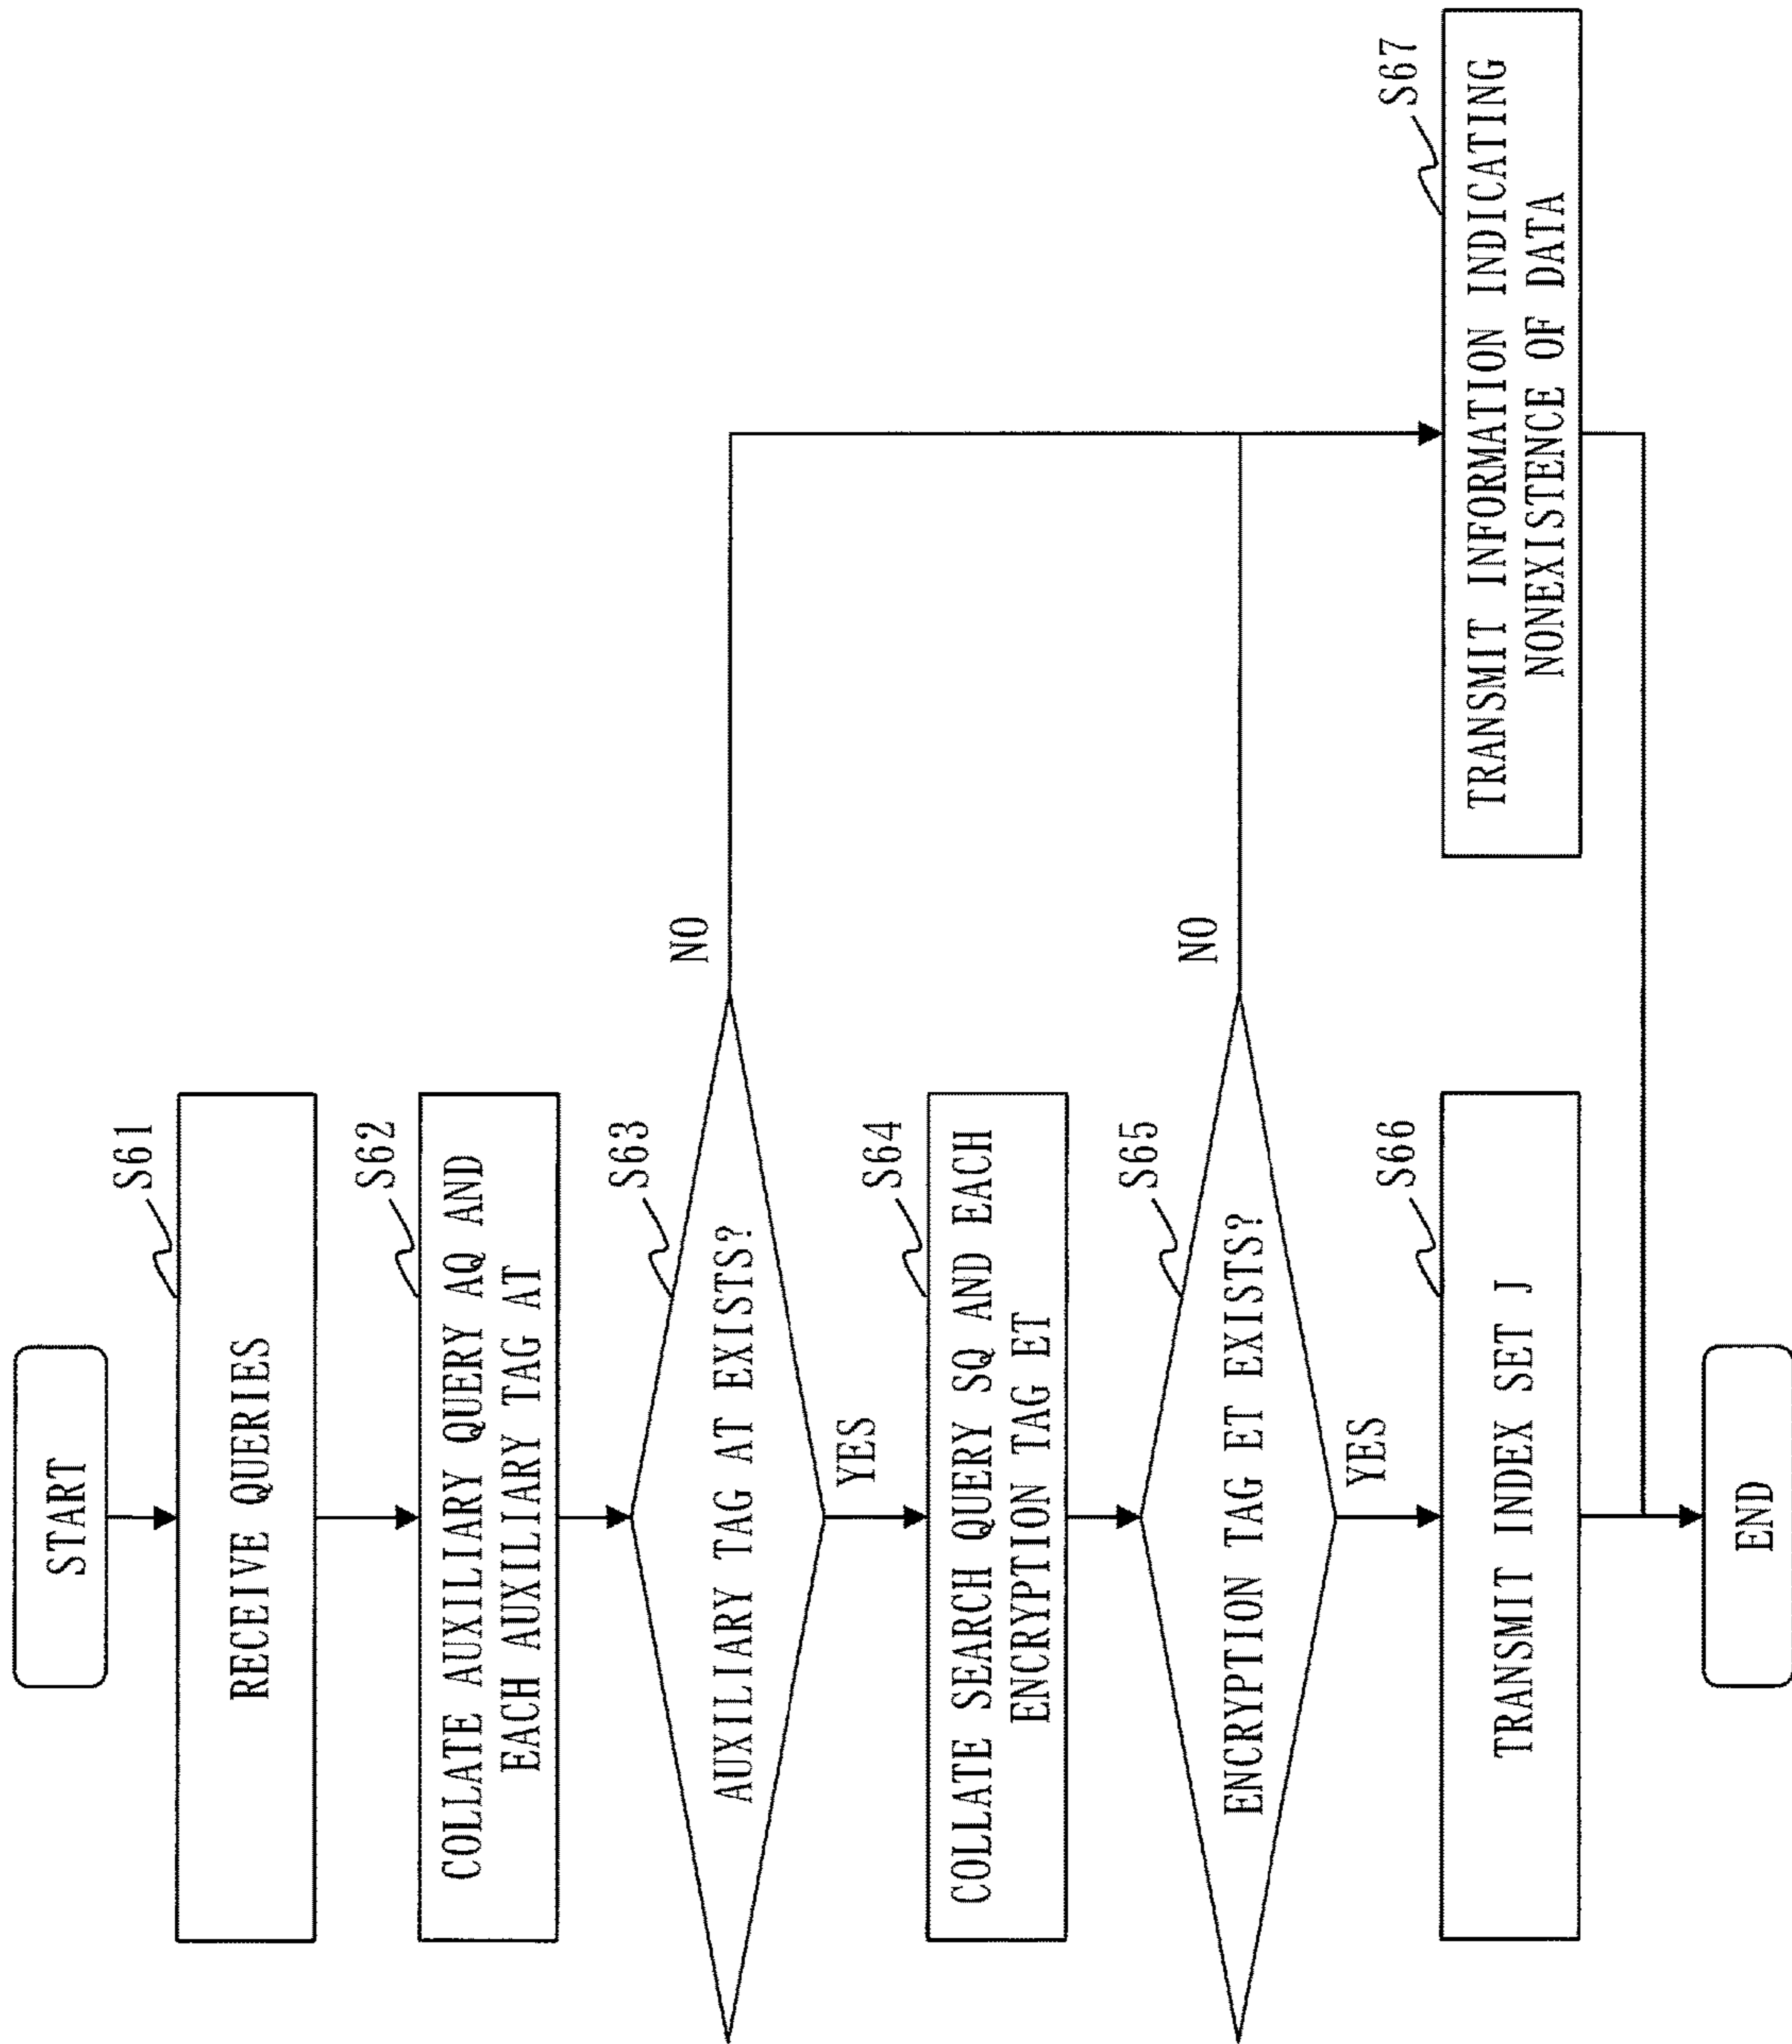 START
S61
RECEIVE QUERIES
S62
COLLATE AUXILIARY QUERY AQ AND
EACH AUXILIARY TAG AT
S63
AUXILIARY TAG AT EXISTS?
NO
YES
S64
COLLATE SEARCH QUERY SQ AND EACH
ENCRYPTION TAG ET
S65
ENCRYPTION TAG ET EXISTS?
NO
YES
S66
TRANSMIT INDEX SET J
S67
TRANSMIT INFORMATION INDICATING
NONEXISTENCE OF DATA
END